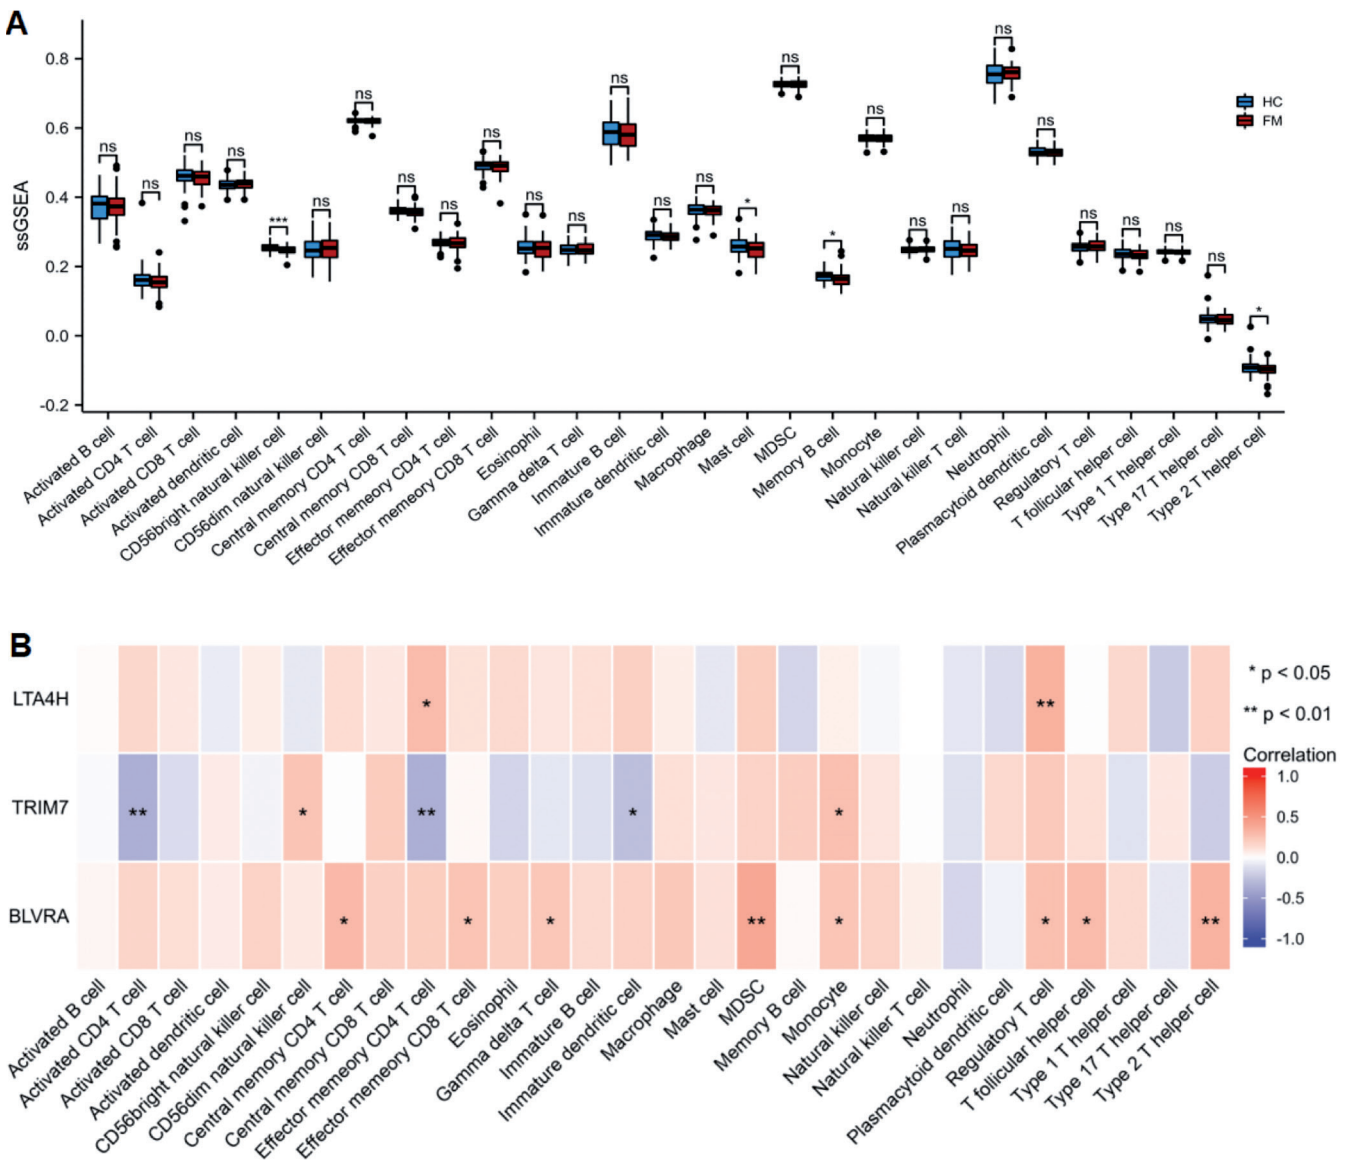 A
ssGSEA
0.8
0.6
0.4
0.2
0.0
-0.2
ns
ns
ns
ns
***
ns
ns
ns
ns
ns
ns
ns
ns
ns
ns
*
ns
*
ns
ns
ns
ns
ns
ns
ns
ns
ns
*
HC
FM
Activated B cell
Activated CD4 T cell
Activated CD8 T cell
Activated dendritic cell
CD56bright natural killer cell
CD56dim natural killer cell
Central memory CD4 T cell
Central memory CD8 T cell
Effector memory CD4 T cell
Effector memory CD8 T cell
Eosinophil
Gamma delta T cell
Immature B cell
Immature dendritic cell
Macrophage
Mast cell
MDSC
Memory B cell
Monocyte
Natural killer cell
Natural killer T cell
Neutrophil
Plasmacytoid dendritic cell
Regulatory T cell
T follicular helper cell
Type 1 T helper cell
Type 17 T helper cell
Type 2 T helper cell
B
LTA4H
* **
TRIM7
** * ** * *
BLVRA
* * * ** * * * **
* p < 0.05
** p < 0.01
Correlation
1.0
0.5
0.0
-0.5
-1.0
Activated B cell
Activated CD4 T cell
Activated CD8 T cell
Activated dendritic cell
CD56bright natural killer cell
CD56dim natural killer cell
Central memory CD4 T cell
Central memory CD8 T cell
Effector memory CD4 T cell
Effector memeory CD8 T cell
Eosinophil
Gamma delta T cell
Immature B cell
Immature dendritic cell
Macrophage
Mast cell
MDSC
Memory B cell
Monocyte
Natural killer cell
Natural killer T cell
Neutrophil
Plasmacytoid dendritic cell
Regulatory T cell
T follicular helper cell
Type 1 T helper cell
Type 17 T helper cell
Type 2 T helper cell